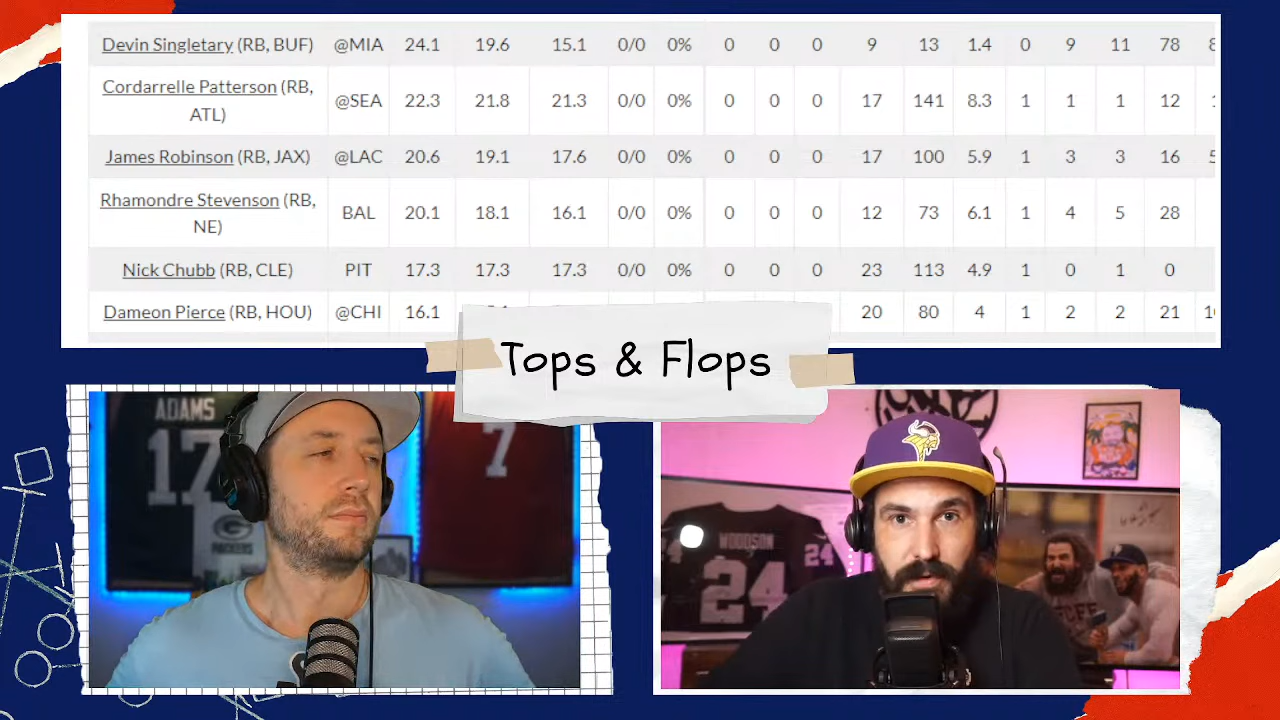 Devin Singletary (RB, BUF) @MIA 24.1 19.6 15.1 0/0 0% 0 0 0 9 13 1.4 0 9 11 78
Cordarrelle Patterson (RB, ATL) @SEA 22.3 21.8 21.3 0/0 0% 0 0 0 17 141 8.3 1 1 1 12
James Robinson (RB, JAX) @LAC 20.6 19.1 17.6 0/0 0% 0 0 0 17 100 5.9 1 3 3 16
Rhamondre Stevenson (RB, NE) BAL 20.1 18.1 16.1 0/0 0% 0 0 0 12 73 6.1 1 4 5 28
Nick Chubb (RB, CLE) PIT 17.3 17.3 17.3 0/0 0% 0 0 0 23 113 4.9 1 0 1 0
Dameon Pierce (RB, HOU) @CHI 16.1 20 80 4 1 2 2 21
Tops & Flops
ADAMS
17
PACKERS
7
WOODSON
24
24